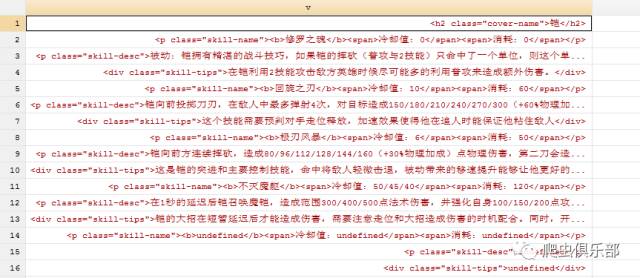 v
1 <h2 class="cover-name">铠</h2>
2 <p class="skill-name"><b>修罗之魂</b><span>冷却值: 0</span><span>消耗: 0</span></p>
3 <p class="skill-desc">被动: 铠拥有精湛的战斗技巧, 如果铠的挥砍 (普攻与2技能) 只命中了一个单位, 则这个单...
4 <div class="skill-tips">在铠利用2技能攻击敌方英雄时候尽可能多的利用普攻来造成额外伤害。</div>
5 <p class="skill-name"><b>回旋之刃</b><span>冷却值: 10</span><span>消耗: 60</span></p>
6 <p class="skill-desc">铠向前投掷刀刃, 在敌人中最多弹射4次, 对目标造成150/180/210/240/270/300 (+60%物理加...
7 <div class="skill-tips">这个技能需要预判对手走位释放, 加速效果使得他在追人时能保证他粘住敌人</div>
8 <p class="skill-name"><b>极刃风暴</b><span>冷却值: 6</span><span>消耗: 50</span></p>
9 <p class="skill-desc">铠向前方连续挥砍, 造成80/96/112/128/144/160 (+30%物理加成) 点物理伤害, 第二刀会造...
10 <div class="skill-tips">这是铠的突进和主要控制技能, 命中将敌人轻微击退, 被动带来的移速提升能够让他更好的...
11 <p class="skill-name"><b>不灭魔躯</b><span>冷却值: 50/45/40</span><span>消耗: 120</span></p>
12 <p class="skill-desc">在1秒的延迟后铠召唤魔铠, 造成范围300/400/500点法术伤害, 并强化自身100/150/200点攻...
13 <div class="skill-tips">铠的大招在短暂延迟后才能造成伤害, 需要注意走位和大招造成伤害的时机配合, 同时, 开...
14 <p class="skill-name"><b>undefined</b><span>冷却值: undefined</span><span>消耗: undefined</span></p>
15 <p class="skill-desc">
16 <div class="skill-tips">undefined</div>
爬虫俱乐部